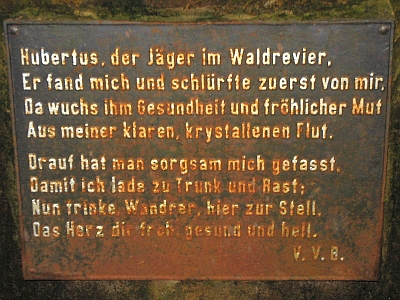 Hubertus, der Jäger im Waldrevier,
Er fand mich und schlürfte zuerst von mir,
Da wuchs ihm Gesundheit und fröhlicher Mut
Aus meiner klaren, krystallenen Flut.
Drauf hat man sorgsam mich gefasst,
Damit ich lade zu Trunk und Rast;
Nun trinke, Wandrer, hier zur Stell,
Das Herz dir froh, gesund und hell.
V. V. B.